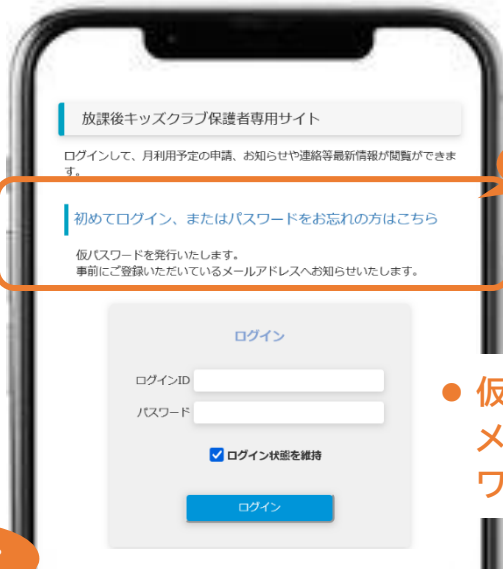 放課後キッズクラブ保護者専用サイト
ログインして、月利用予定の申請、お知らせや連絡等最新情報が閲覧ができま
す。
初めてログイン、またはパスワードをお忘れの方はこちら
仮パスワードを発行いたします。
事前にご登録いただいているメールアドレスへお知らせいたします。
ログイン
ログインID
パスワード
ログイン状態を維持
ログイン
● 仮
メ
ワ